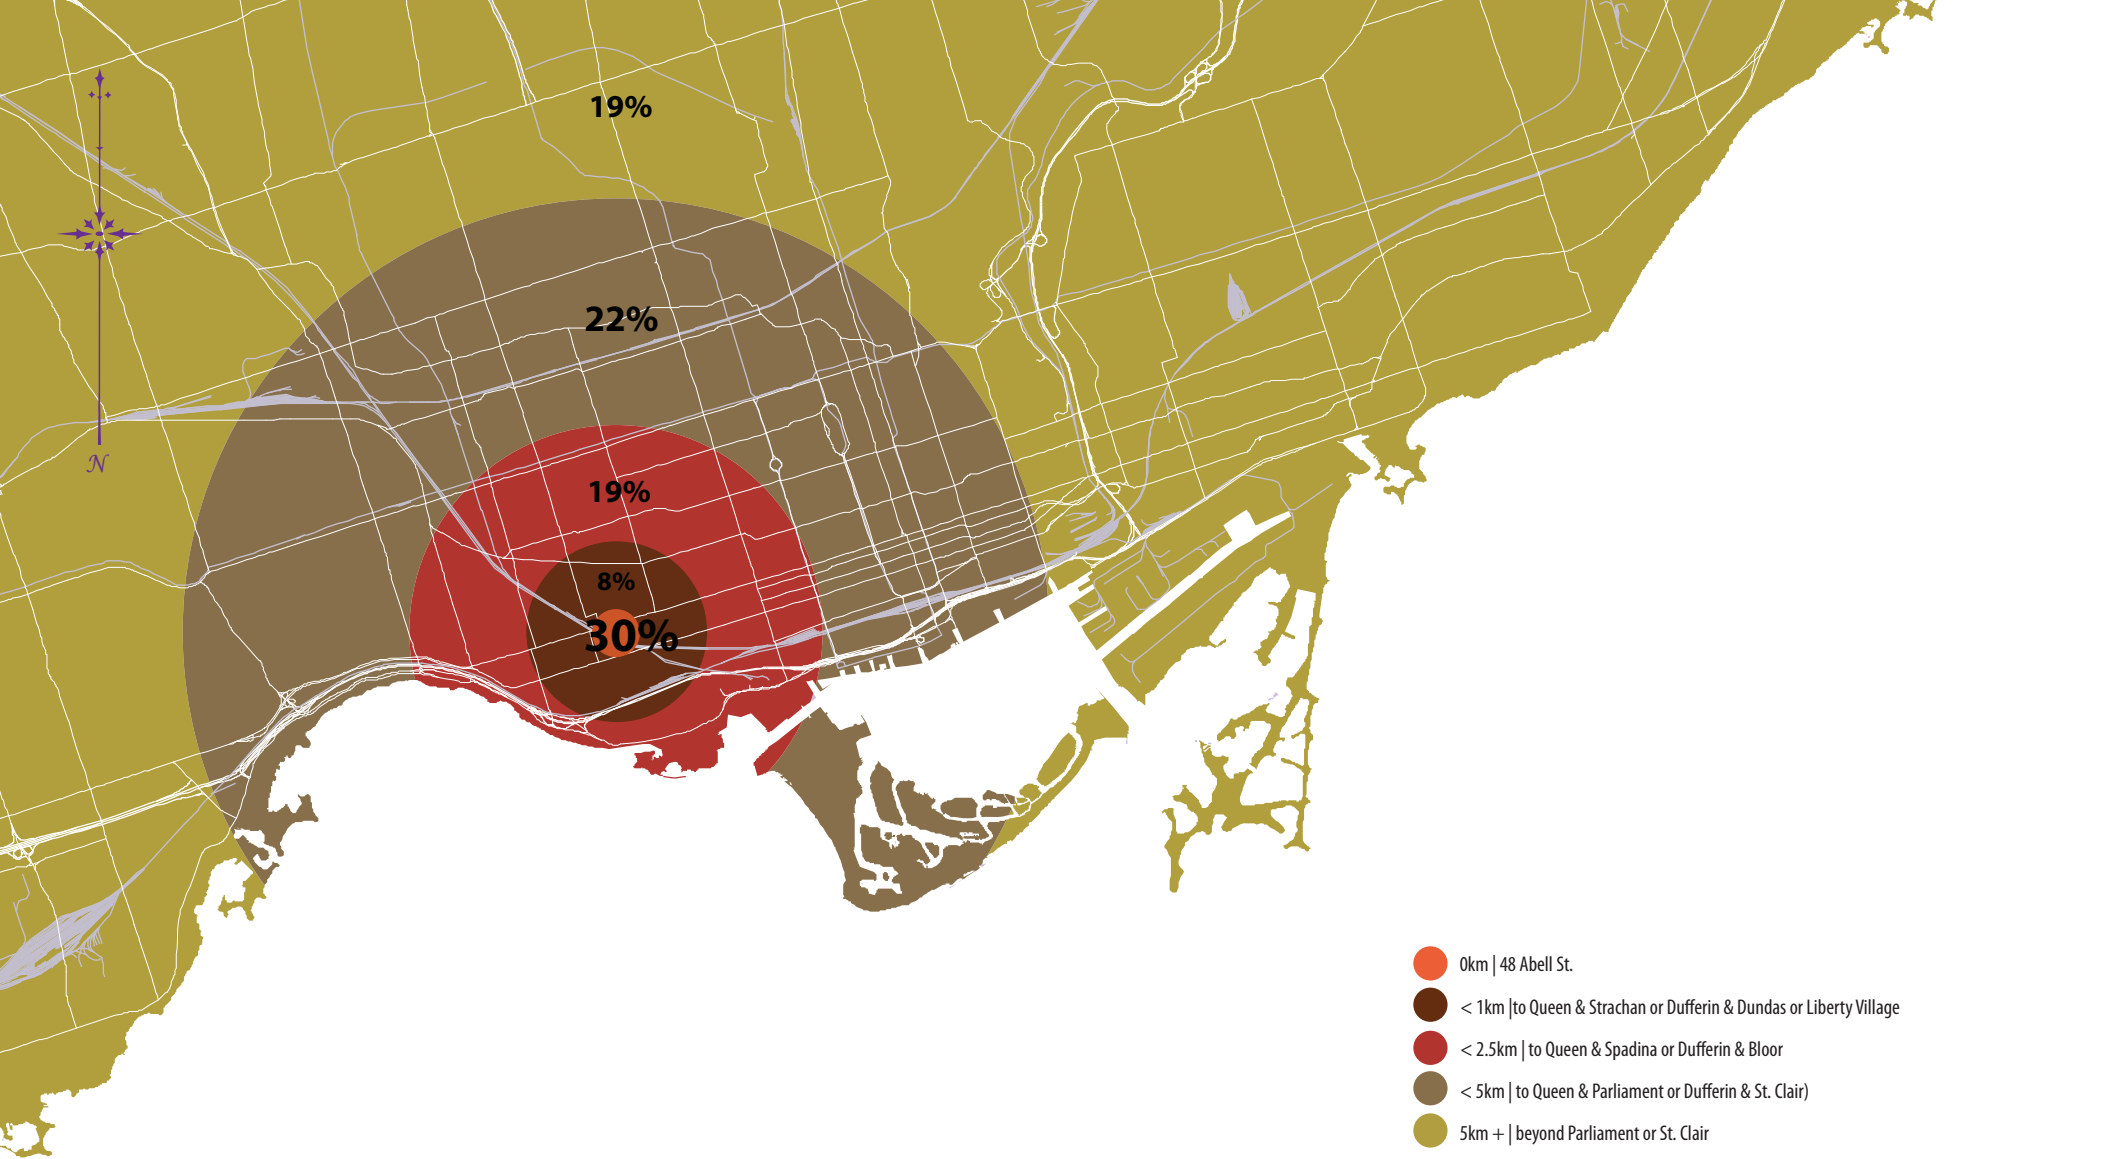 19%
22%
19%
8%
30%
N
0km | 48 Abell St.
< 1km |to Queen & Strachan or Dufferin & Dundas or Liberty Village
< 2.5km | to Queen & Spadina or Dufferin & Bloor
< 5km | to Queen & Parliament or Dufferin & St. Clair)
5km + | beyond Parliament or St. Clair